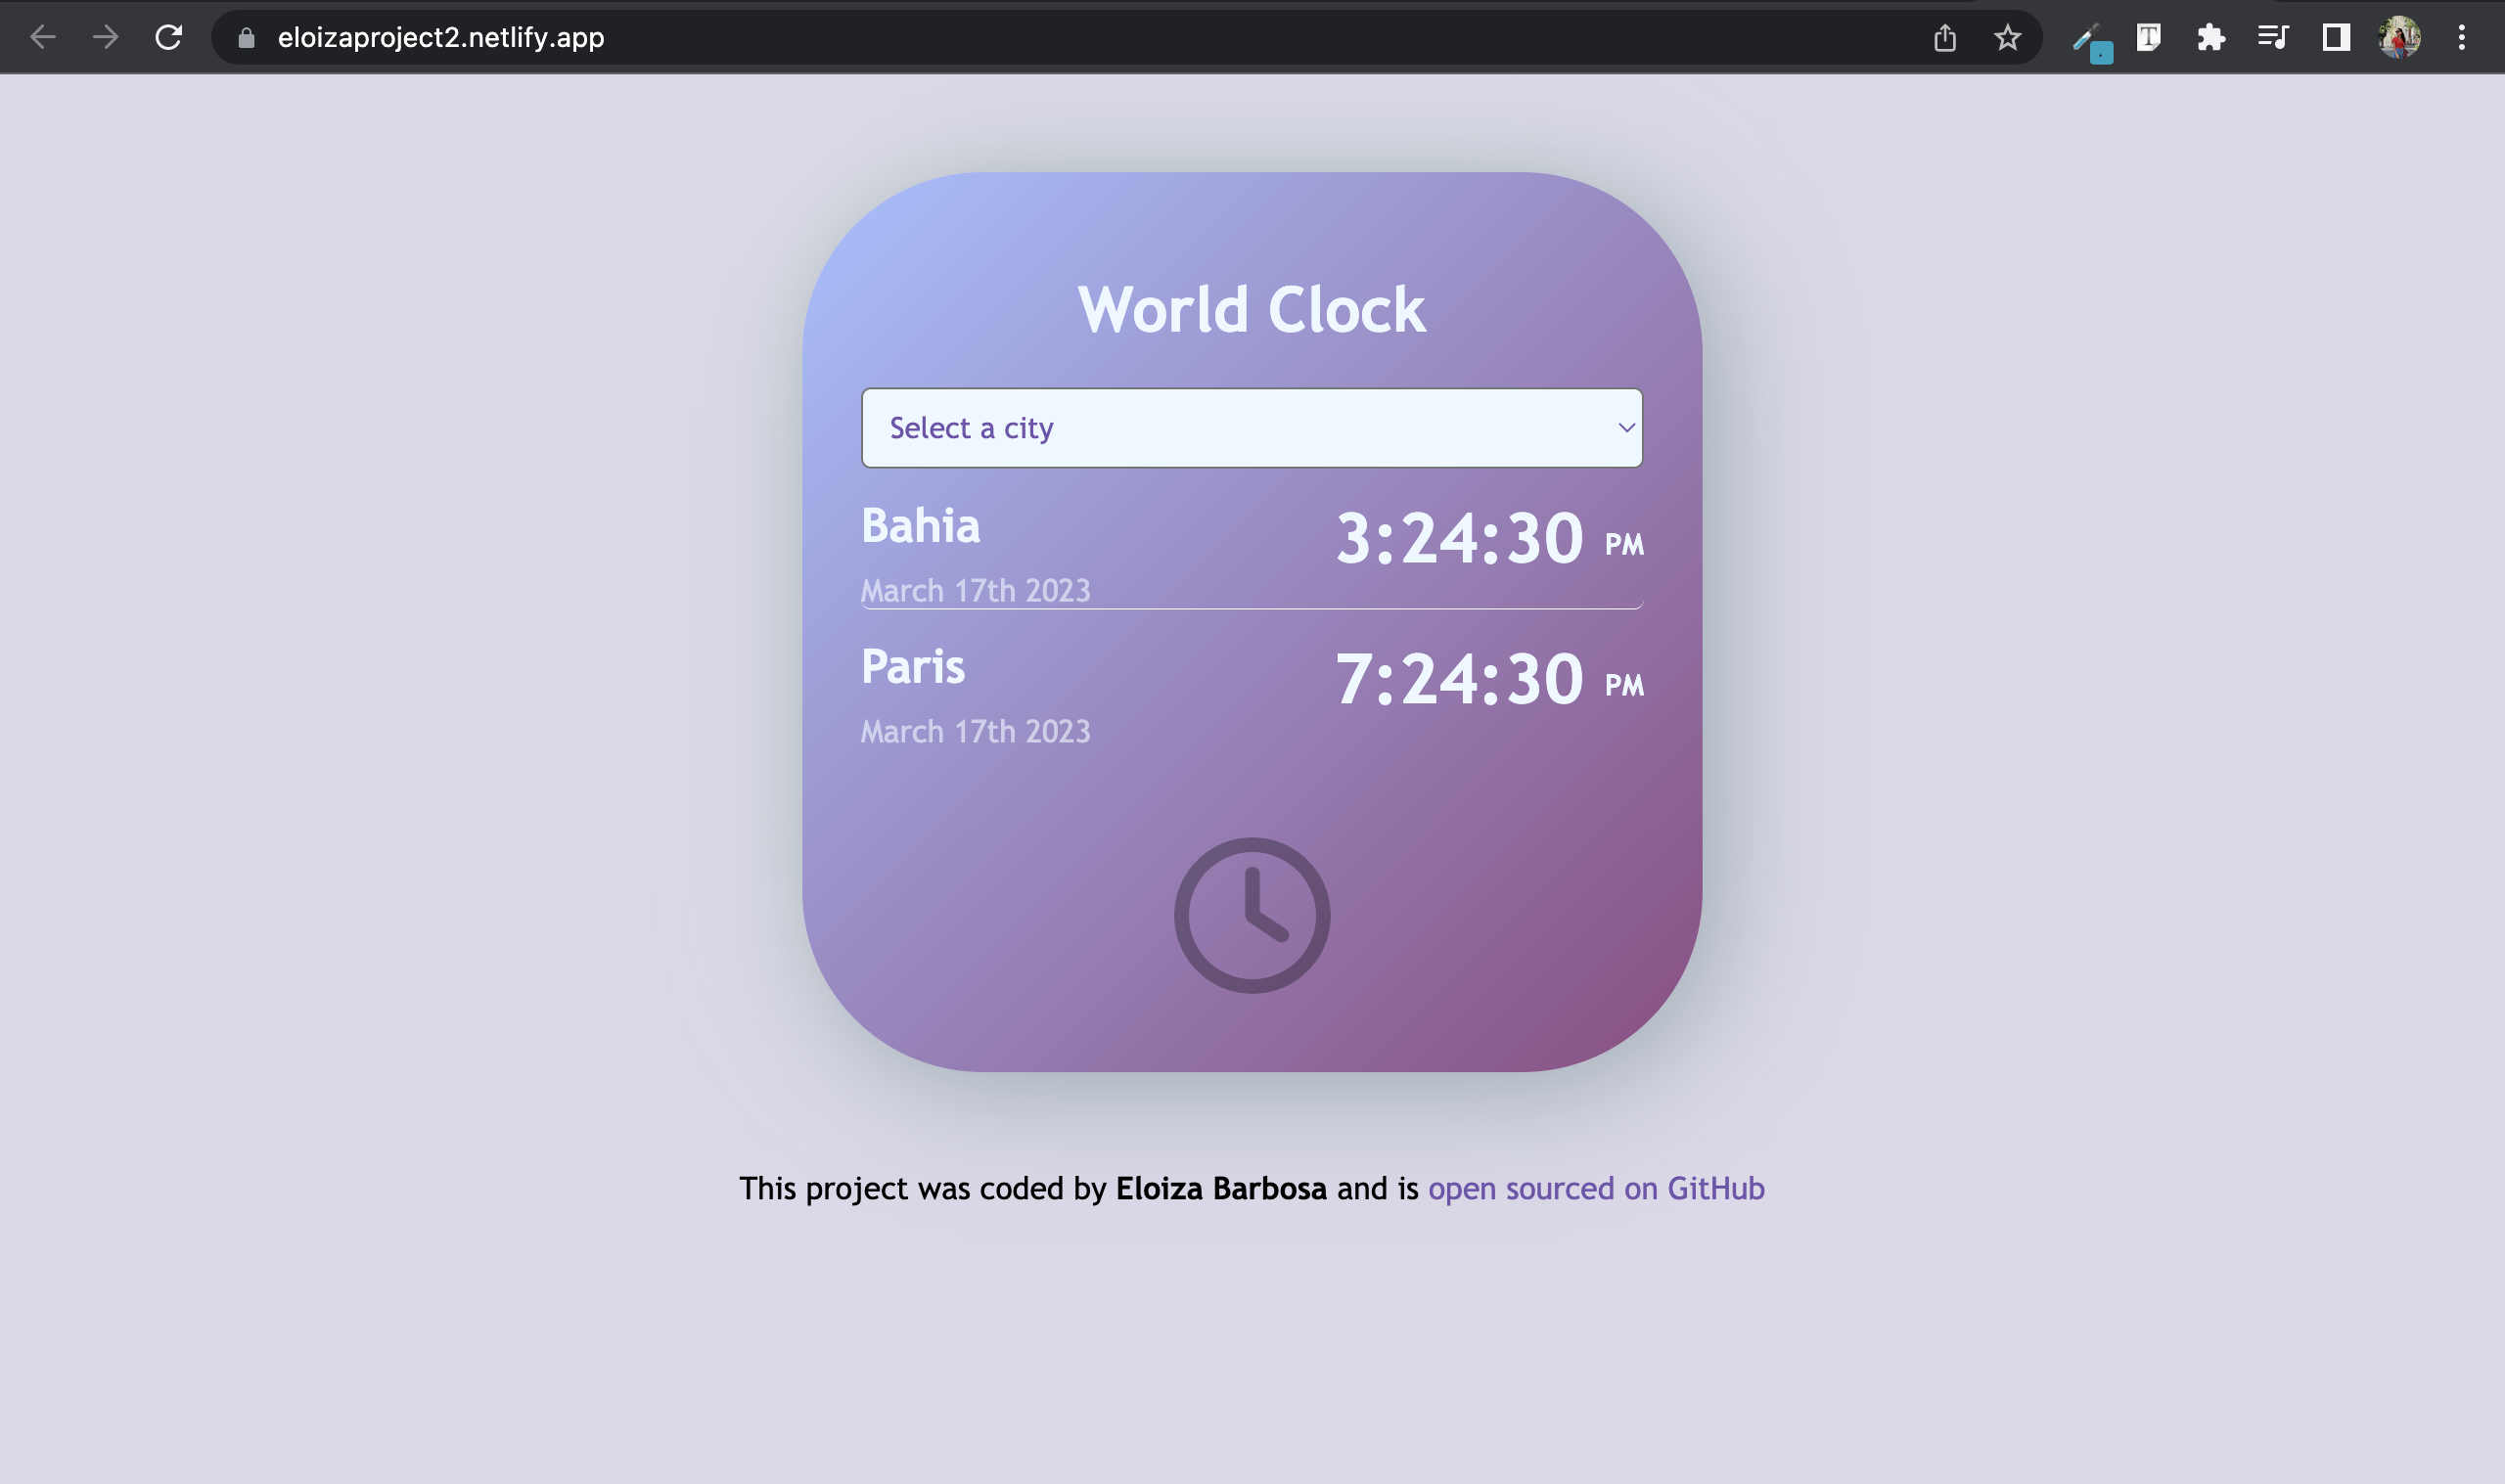 eloizaproject2.netlify.app
World Clock
Select a city
Bahia
3:24:30 PM
March 17th 2023
Paris
7:24:30 PM
March 17th 2023
This project was coded by Eloiza Barbosa and is open sourced on GitHub